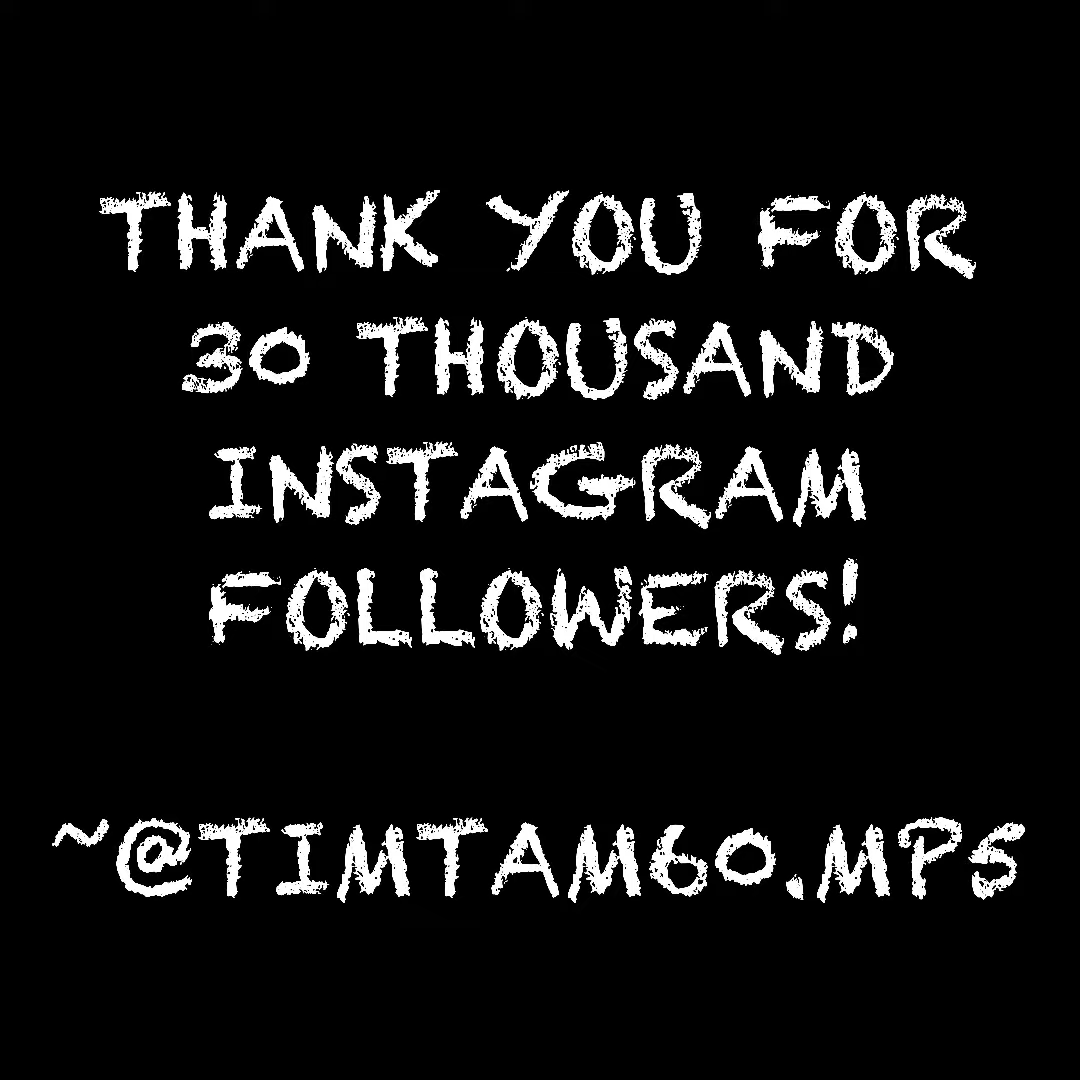 THANK YOU FOR
30 THOUSAND
INSTAGRAM
FOLLOWERS!
~@TIMTAM60.MP5